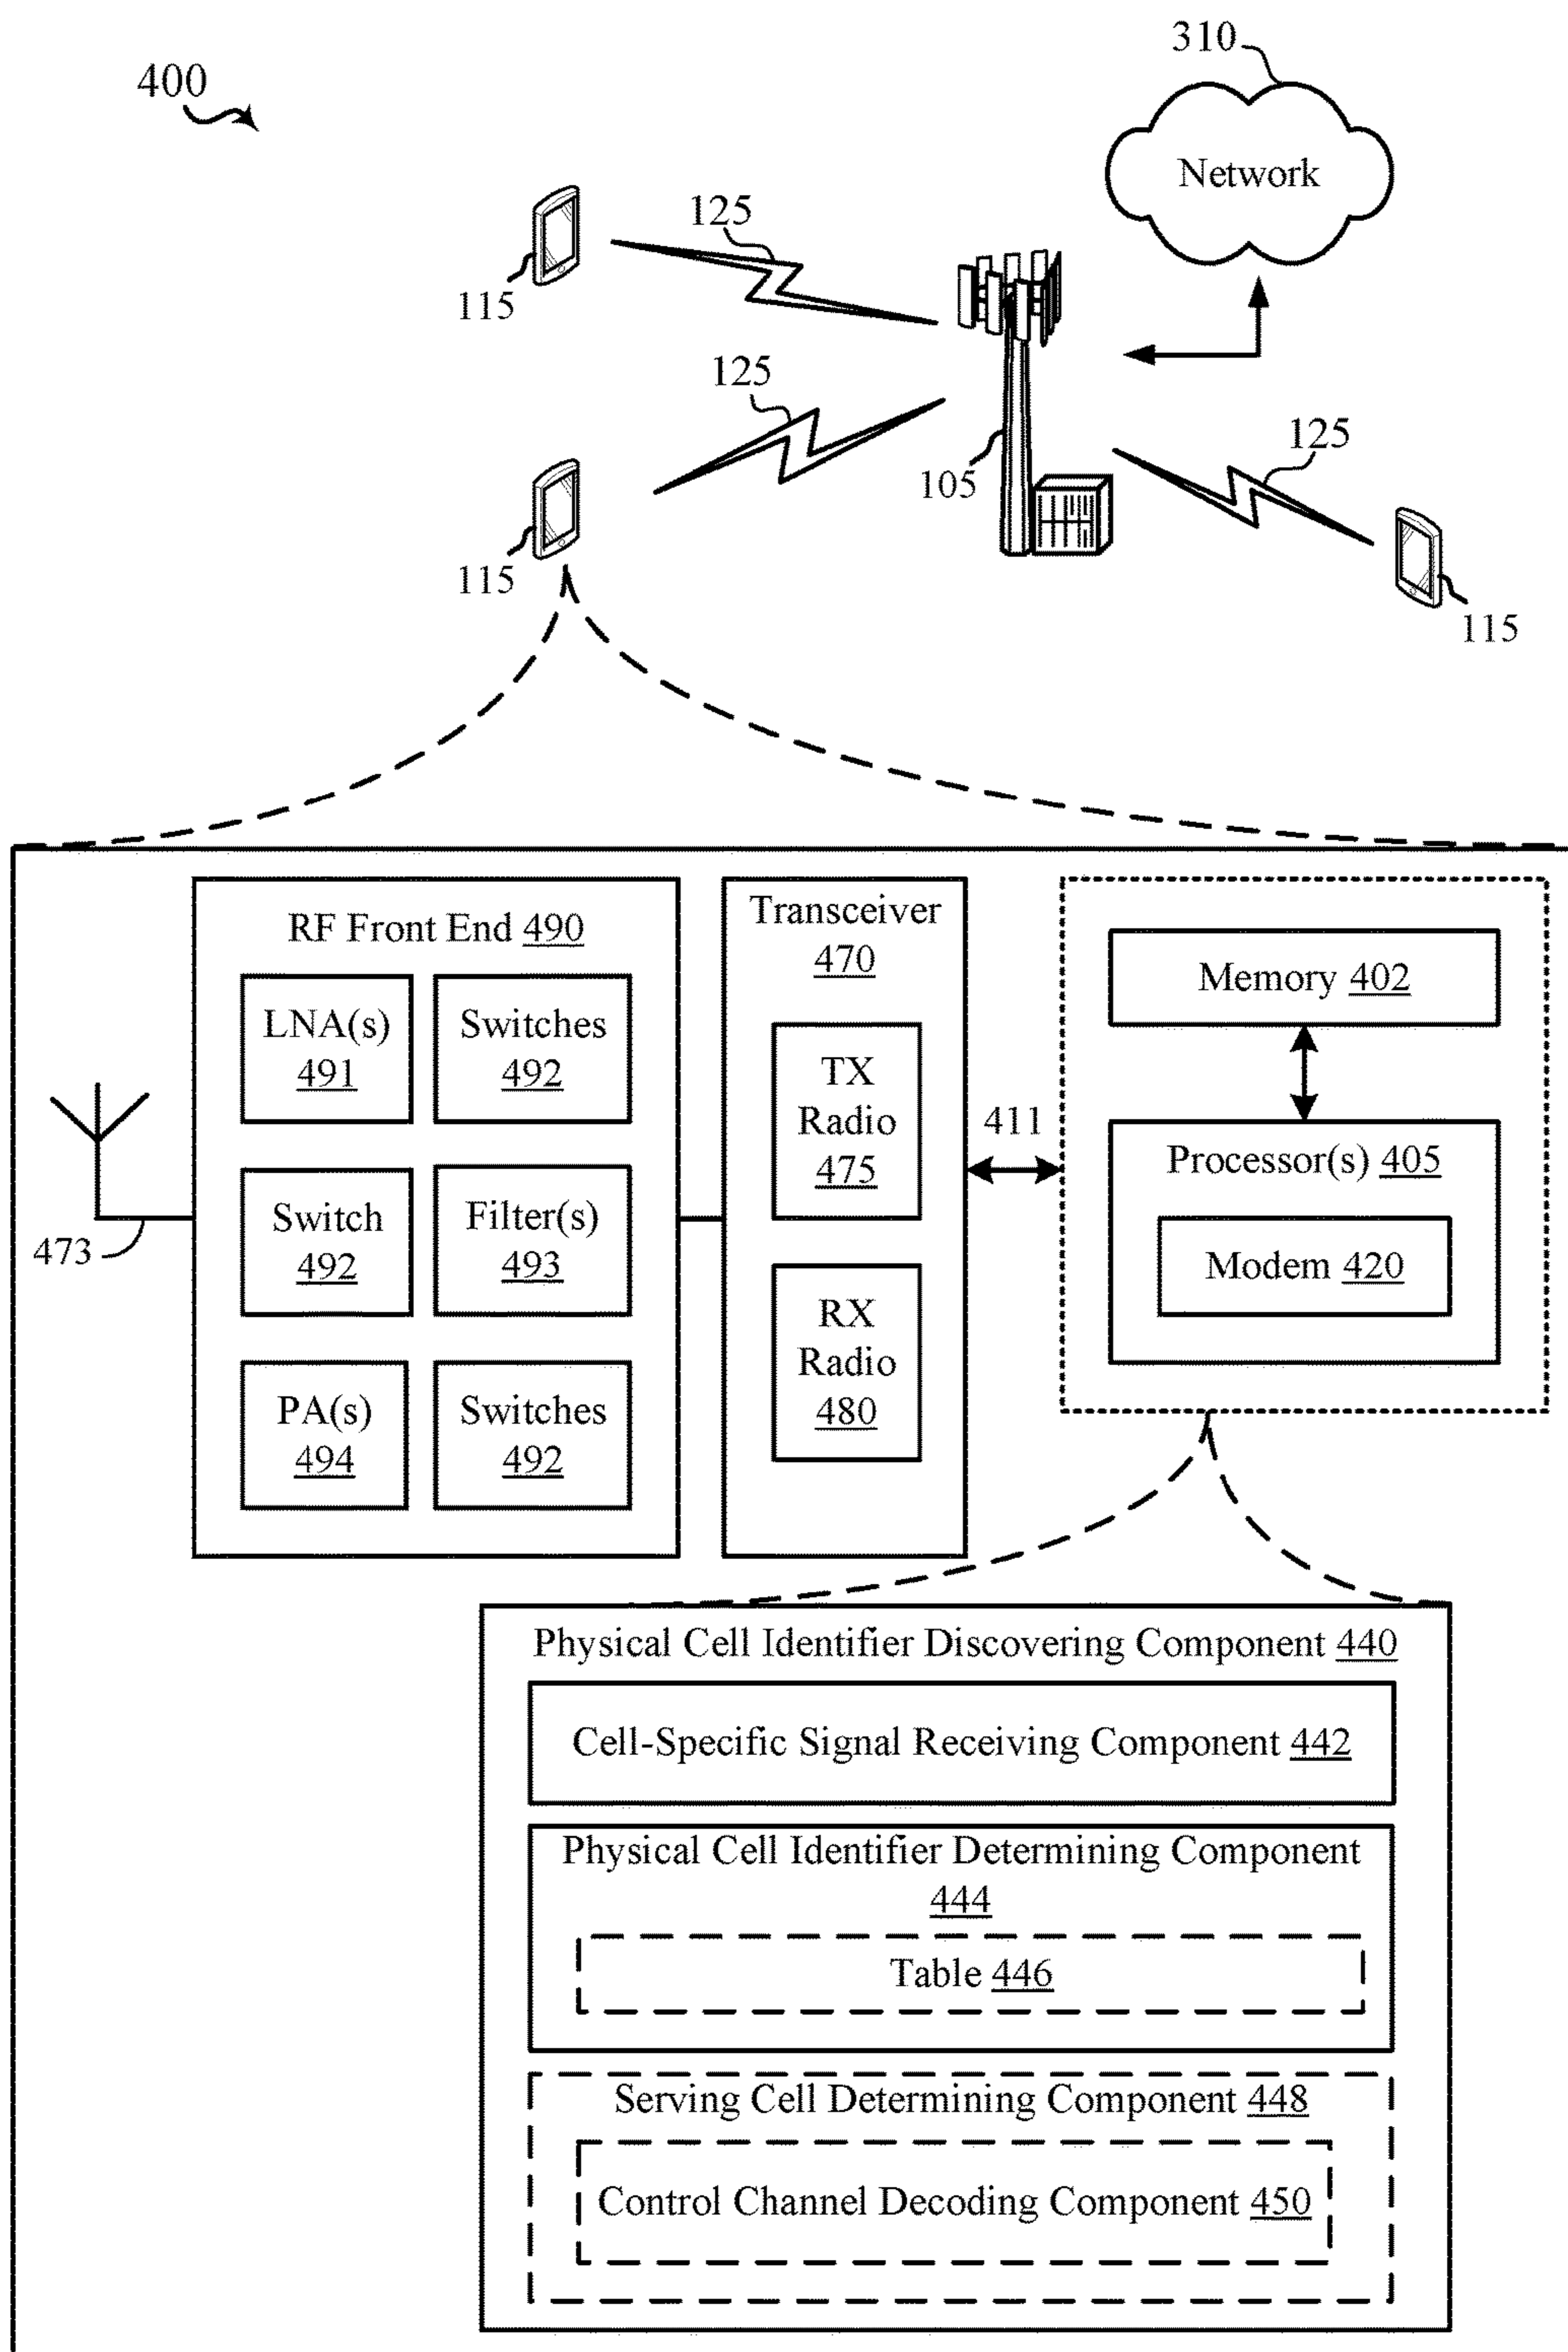 310
400
Network
125
115
125
105
125
115
115
RF Front End 490
LNA(s)
491
Switches
492
Switch
492
Filter(s)
493
PA(s)
494
Switches
492
473
Transceiver
470
TX
Radio
475
RX
Radio
480
411
Memory 402
Processor(s) 405
Modem 420
Physical Cell Identifier Discovering Component 440
Cell-Specific Signal Receiving Component 442
Physical Cell Identifier Determining Component
444
Table 446
Serving Cell Determining Component 448
Control Channel Decoding Component 450